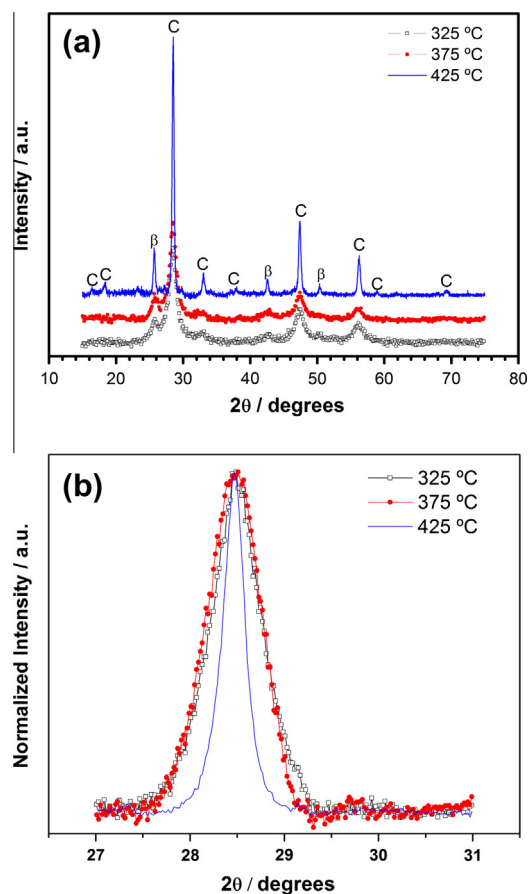 (a)
325 ºC
375 ºC
425 ºC
C
C C β C C β C C β C C
Intensity / a.u.
10 20 30 40 50 60 70 80
2θ / degrees
(b)
325 ºC
375 ºC
425 ºC
Normalized Intensity / a.u.
27 28 29 30 31
2θ / degrees